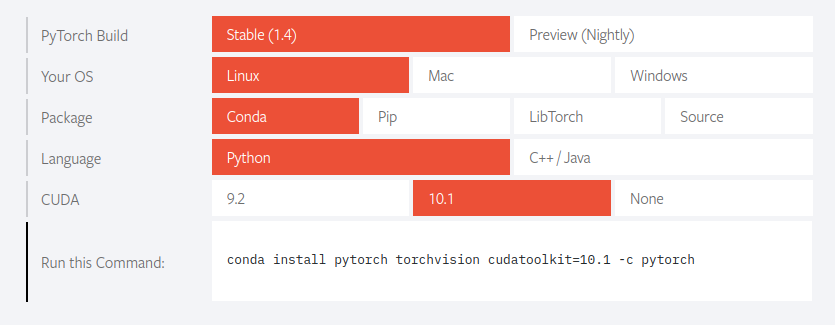 PyTorch Build Stable (1.4) Preview (Nightly)
Your OS Linux Mac Windows
Package Conda Pip LibTorch Source
Language Python C++ / Java
CUDA 9.2 10.1 None
Run this Command: conda install pytorch torchvision cudatoolkit=10.1 -c pytorch